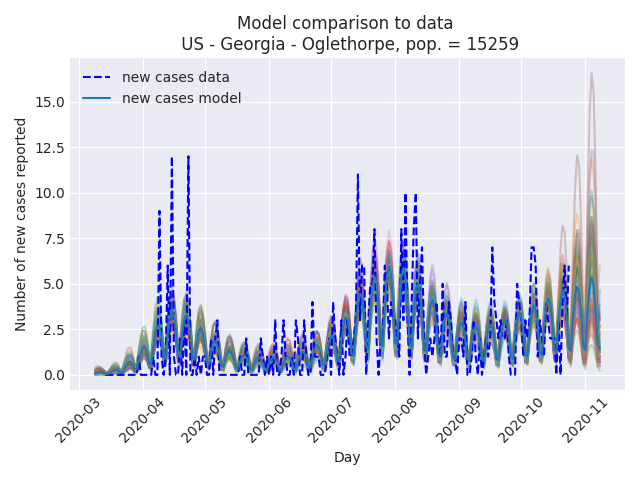 Model comparison to data
US - Georgia - Oglethorpe, pop. = 15259
new cases data
new cases model
Number of new cases reported
15.0
12.5
10.0
7.5
5.0
2.5
0.0
2020-03
2020-04
2020-05
2020-06
2020-07
2020-08
2020-09
2020-10
2020-11
Day